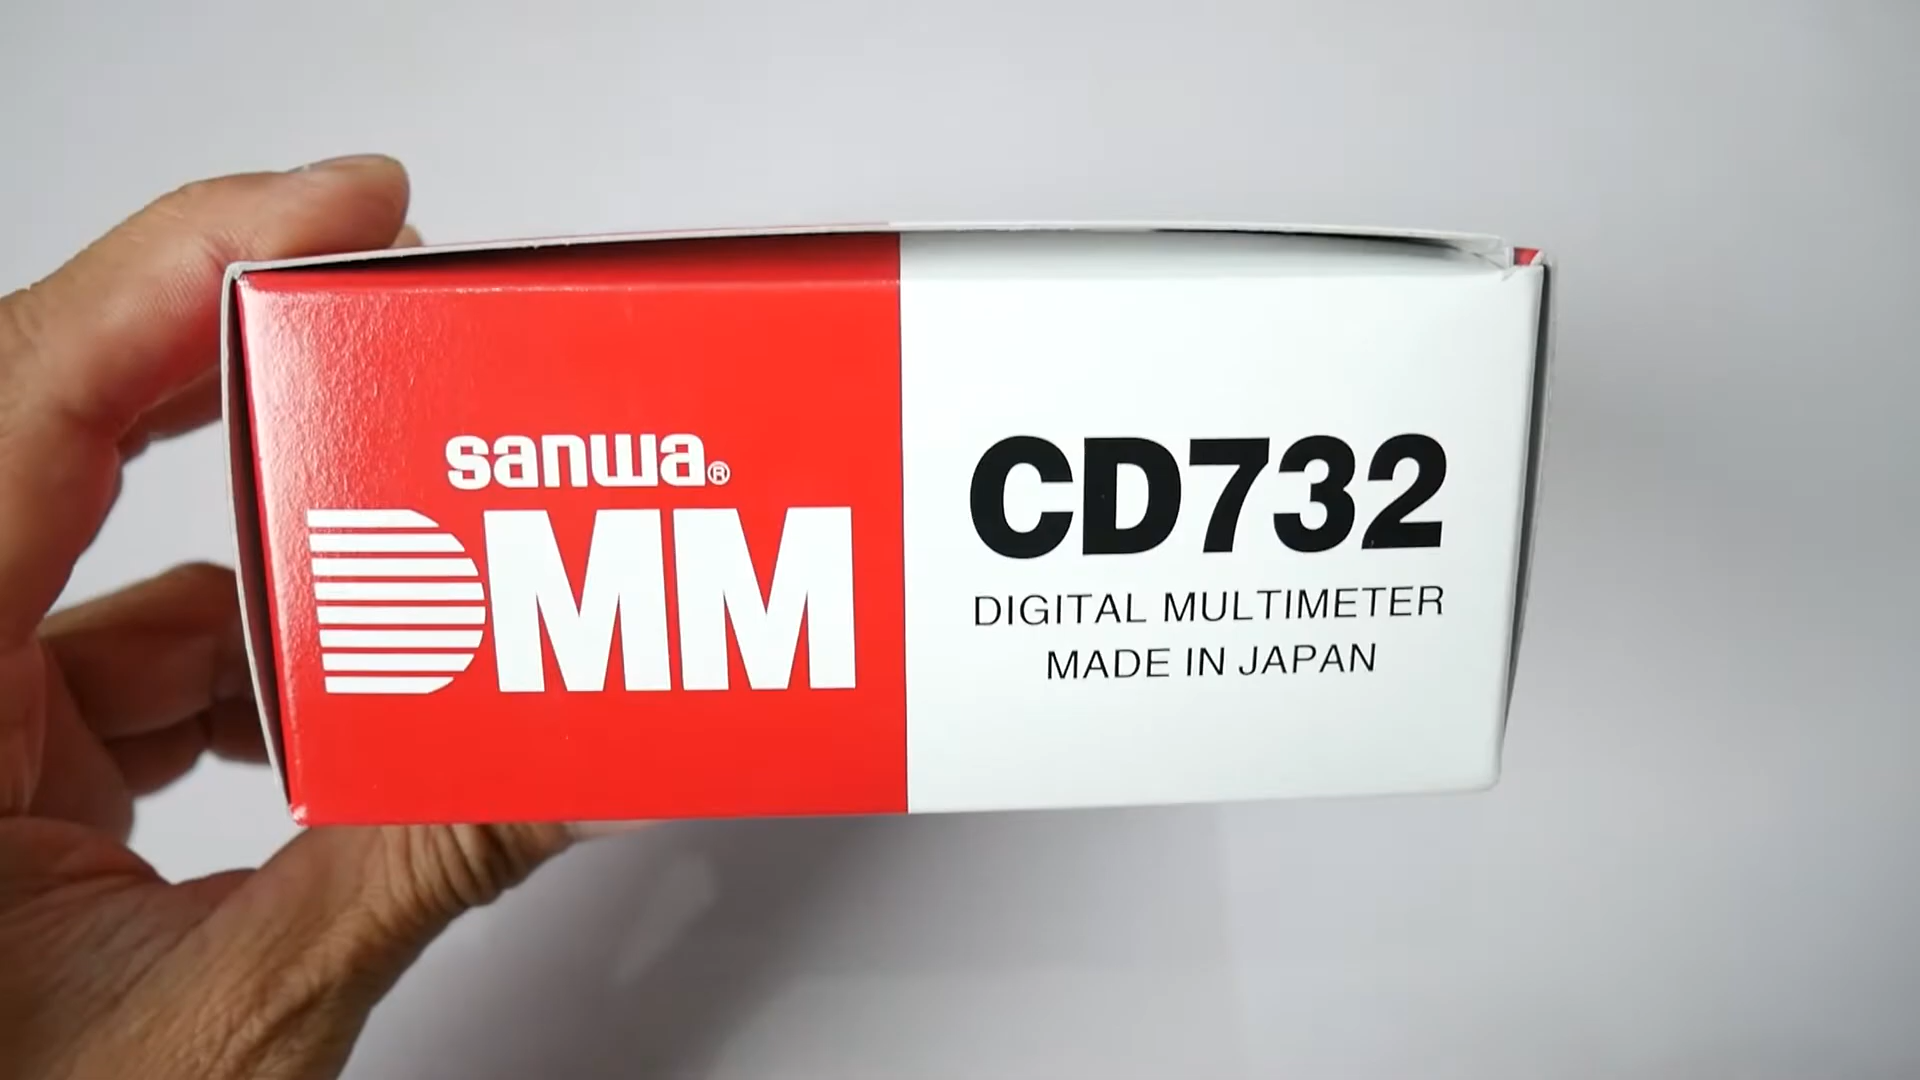 sanwa®
DMM
CD732
DIGITAL MULTIMETER
MADE IN JAPAN